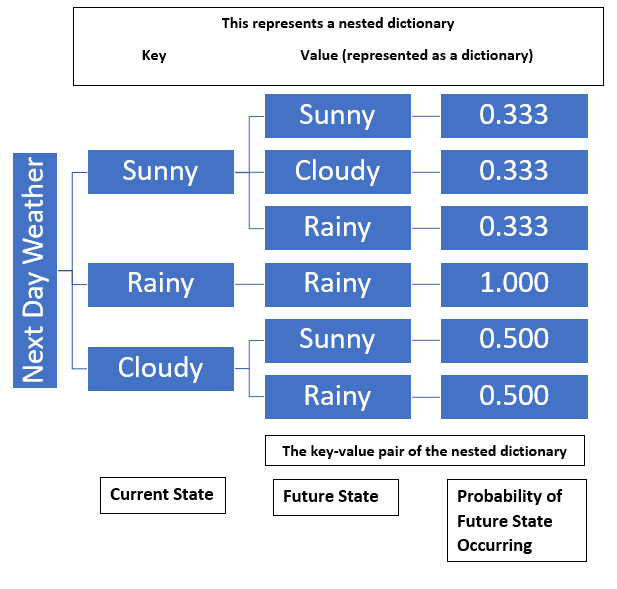 This represents a nested dictionary
Key Value (represented as a dictionary)
Next Day Weather
Sunny
Sunny 0.333
Cloudy 0.333
Rainy 0.333
Rainy
Rainy 1.000
Cloudy
Sunny 0.500
Rainy 0.500
The key-value pair of the nested dictionary
Current State
Future State
Probability of
Future State
Occurring